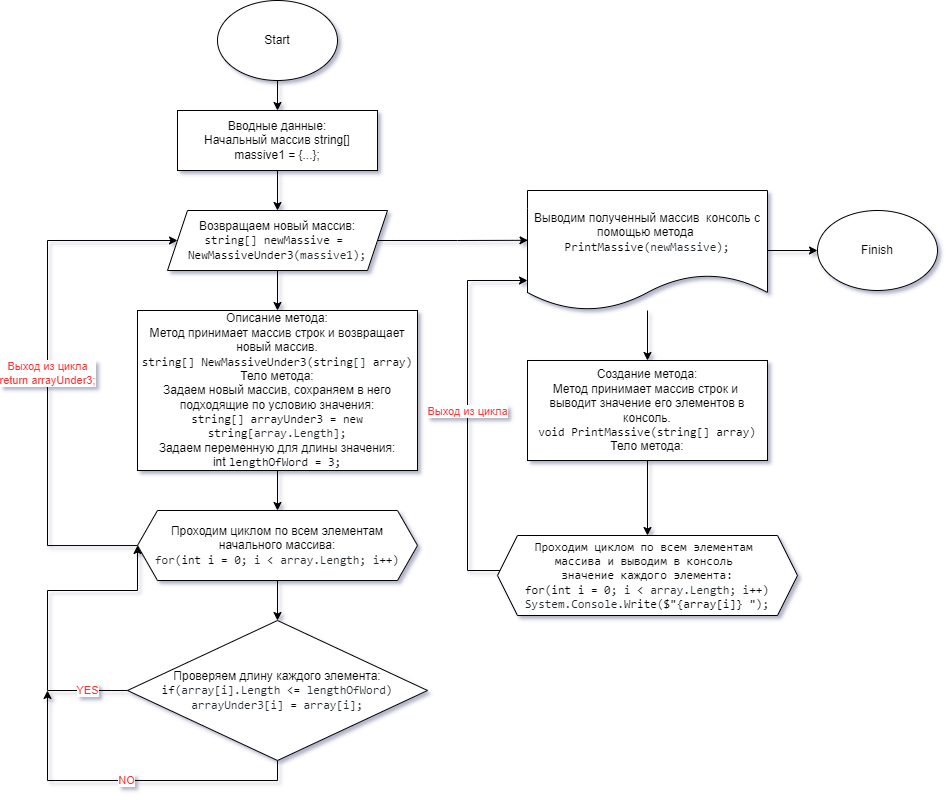 Start
Вводные данные:
Начальный массив string[]
massive1 = {...};
Возвращаем новый массив:
string[] newMassive =
NewMassiveUnder3(massive1);
Выводим полученный массив консоль с
помощью метода
PrintMassive(newMassive);
Finish
Описание метода:
Метод принимает массив строк и возвращает
новый массив.
string[] NewMassiveUnder3(string[] array)
Тело метода:
Задаем новый массив, сохраняем в него
подходящие по условию значения:
string[] arrayUnder3 = new
string[array.Length];
Задаем переменную для длины значения:
int lengthOfWord = 3;
Выход из цикла
return arrayUnder3;
Создание метода:
Метод принимает массив строк и
выводит значение его элементов в
консоль.
void PrintMassive(string[] array)
Тело метода:
Выход из цикла
Проходим циклом по всем элементам
начального массива:
for(int i = 0; i < array.Length; i++)
Проходим циклом по всем элементам
массива и выводим в консоль
значение каждого элемента:
for(int i = 0; i < array.Length; i++)
System.Console.Write($"{array[i]} ");
Проверяем длину каждого элемента:
if(array[i].Length <= lengthOfWord)
arrayUnder3[i] = array[i];
YES
NO